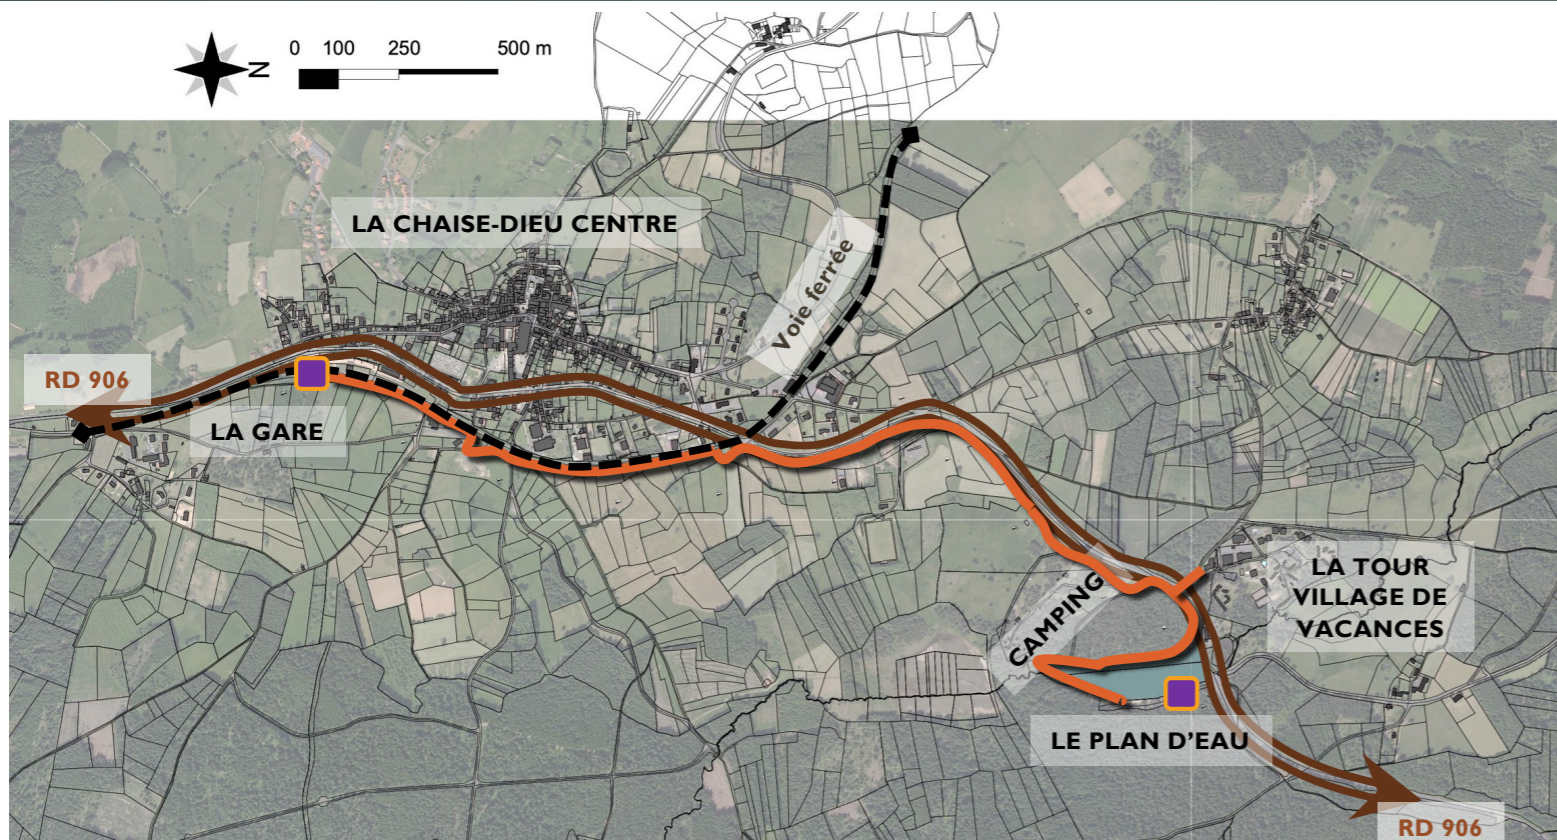 N
0 100 250 500 m
LA CHAISE-DIEU CENTRE
Voie ferrée
RD 906
LA GARE
CAMPING
LA TOUR
VILLAGE DE
VACANCES
LE PLAN D'EAU
RD 906